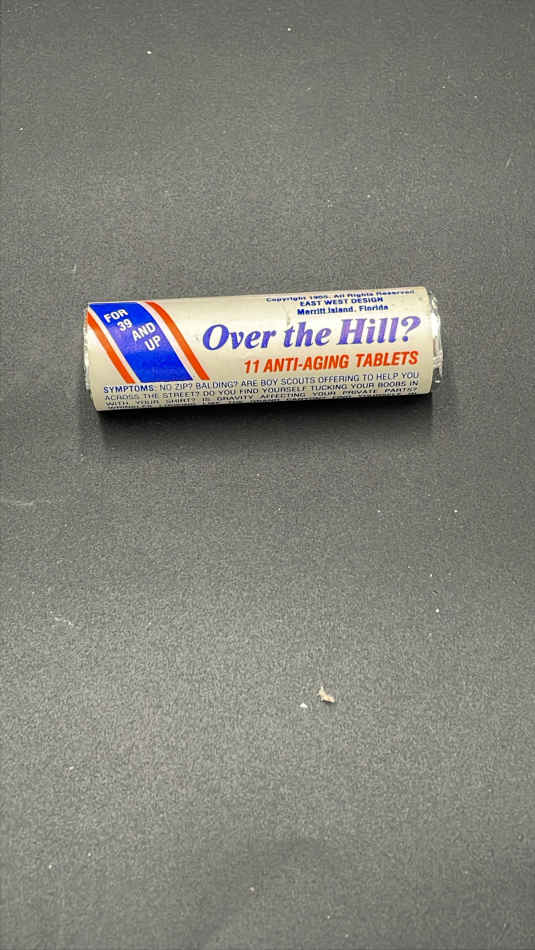 Copyright All Rights Reserved
EAST WEST DESIGN
Merritt Island, Florida
FOR
39
AND
UP
Over the Hill?
11 ANTI-AGING TABLETS
SYMPTOMS: NO ZIP? BALDING? ARE BOY SCOUTS OFFERING TO HELP YOU
ACROSS THE STREET? DO YOU FIND YOURSELF TUCKING YOUR BOOBS IN
WITH YOUR SHIRT? IS GRAVITY AFFECTING YOUR PRIVATE PARTS?
WRINKLES